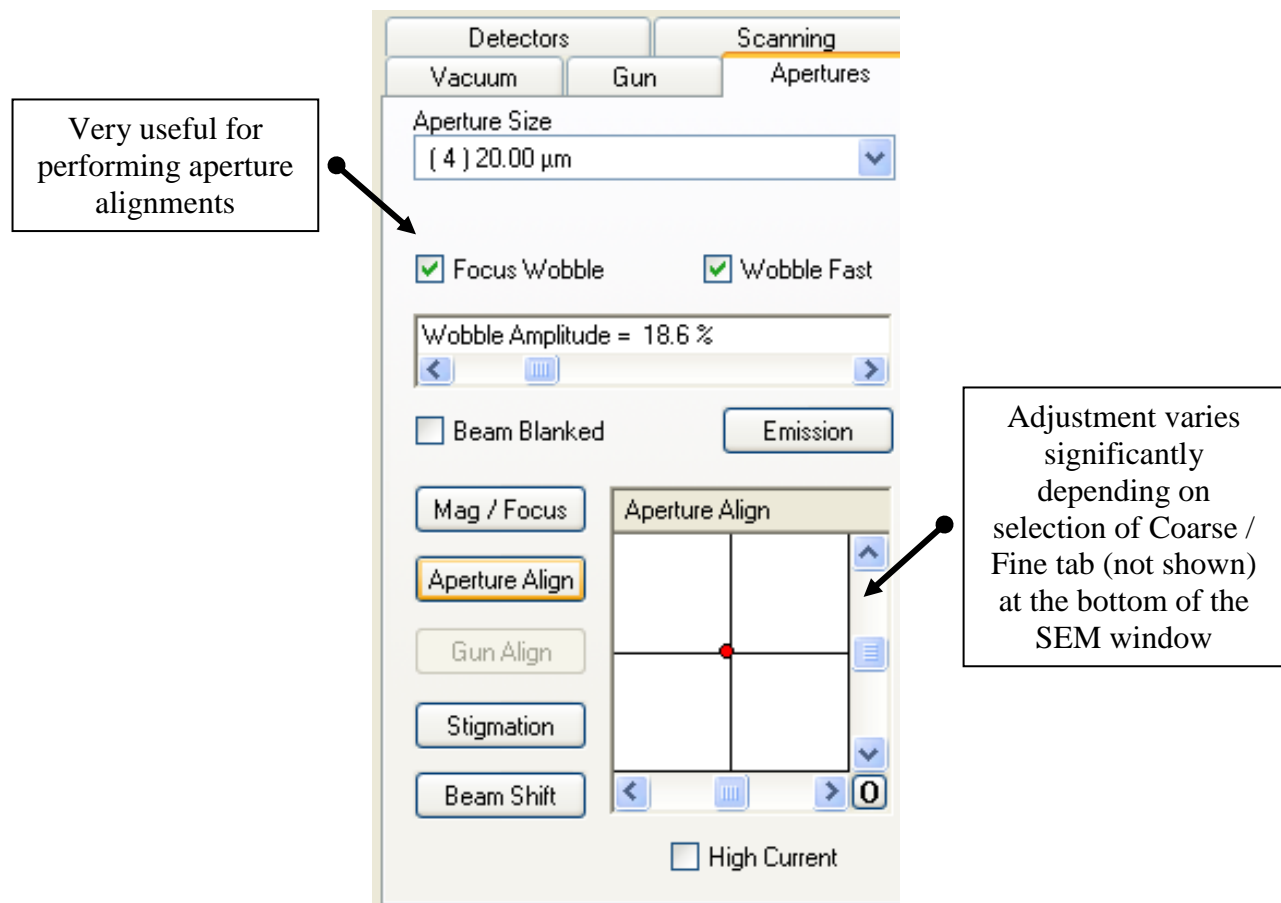 Detectors
Scanning
Vacuum
Gun
Apertures
Very useful for
performing aperture
alignments
Aperture Size
( 4 ) 20.00 µm
Focus Wobble
Wobble Fast
Wobble Amplitude = 18.6 %
Beam Blanked
Emission
Mag / Focus
Aperture Align
Aperture Align
Gun Align
Stigmation
Beam Shift
0
High Current
Adjustment varies
significantly
depending on
selection of Coarse /
Fine tab (not shown)
at the bottom of the
SEM window